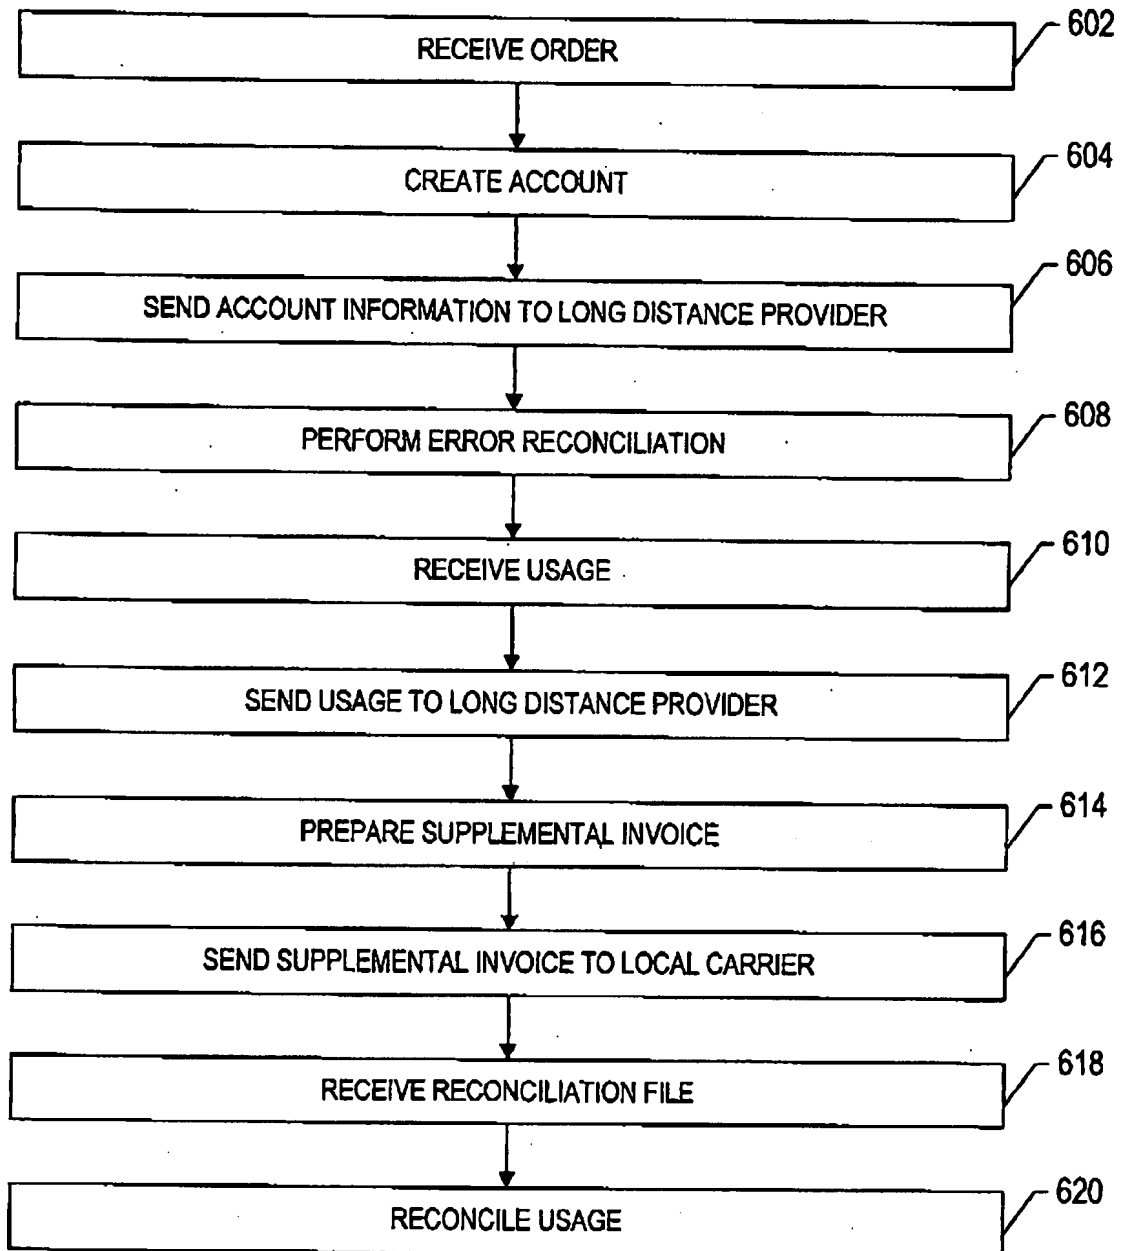 RECEIVE ORDER
602
CREATE ACCOUNT
604
SEND ACCOUNT INFORMATION TO LONG DISTANCE PROVIDER
606
PERFORM ERROR RECONCILIATION
608
RECEIVE USAGE
610
SEND USAGE TO LONG DISTANCE PROVIDER
612
PREPARE SUPPLEMENTAL INVOICE
614
SEND SUPPLEMENTAL INVOICE TO LOCAL CARRIER
616
RECEIVE RECONCILIATION FILE
618
RECONCILE USAGE
620